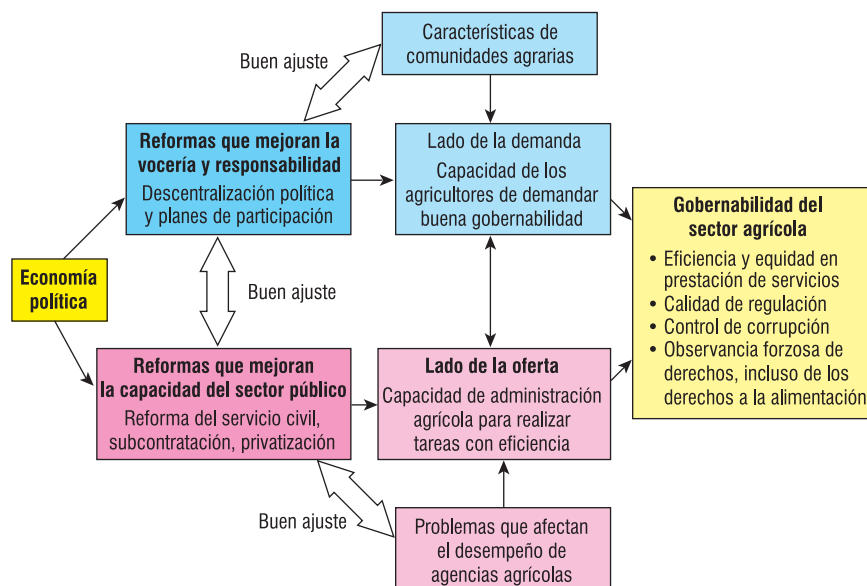 Características de
comunidades agrarias
Buen ajuste
Reformas que mejoran la
vocería y responsabilidad
Descentralización política
y planes de participación
Lado de la demanda
Capacidad de los
agricultores de demandar
buena gobernabilidad
Economía
política
Buen ajuste
Gobernabilidad del
sector agrícola
• Eficiencia y equidad en
prestación de servicios
• Calidad de regulación
• Control de corrupción
• Observancia forzosa de
derechos, incluso de los
derechos a la alimentación
Reformas que mejoran
la capacidad del sector público
Reforma del servicio civil,
subcontratación, privatización
Lado de la oferta
Capacidad de administración
agrícola para realizar
tareas con eficiencia
Buen ajuste
Problemas que afectan
el desempeño de
agencias agrícolas